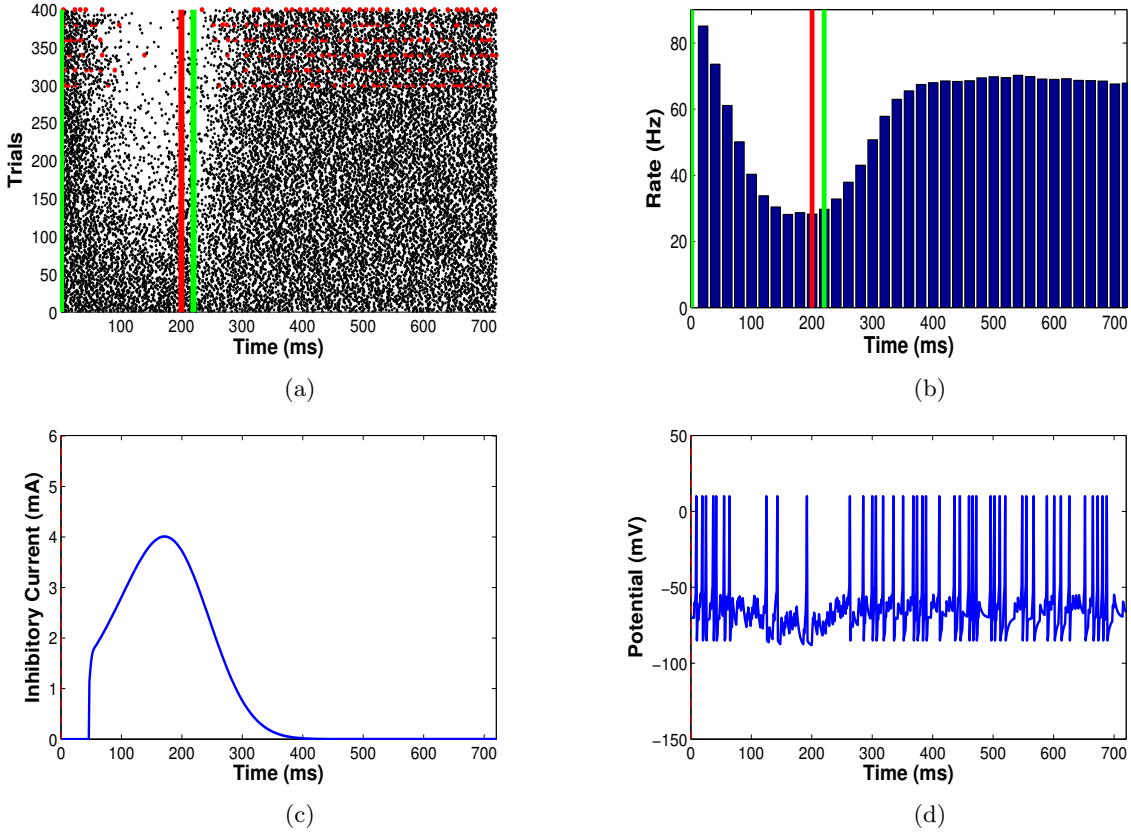 400
350
300
250
200
150
100
50
0
Trials
100 200 300 400 500 600 700
Time (ms)
(a)
80
60
40
20
0
Rate (Hz)
0 100 200 300 400 500 600 700
Time (ms)
(b)
6
5
4
3
2
1
0
Inhibitory Current (mA)
0 100 200 300 400 500 600 700
Time (ms)
(c)
50
0
−50
−100
−150
Potential (mV)
0 100 200 300 400 500 600 700
Time (ms)
(d)